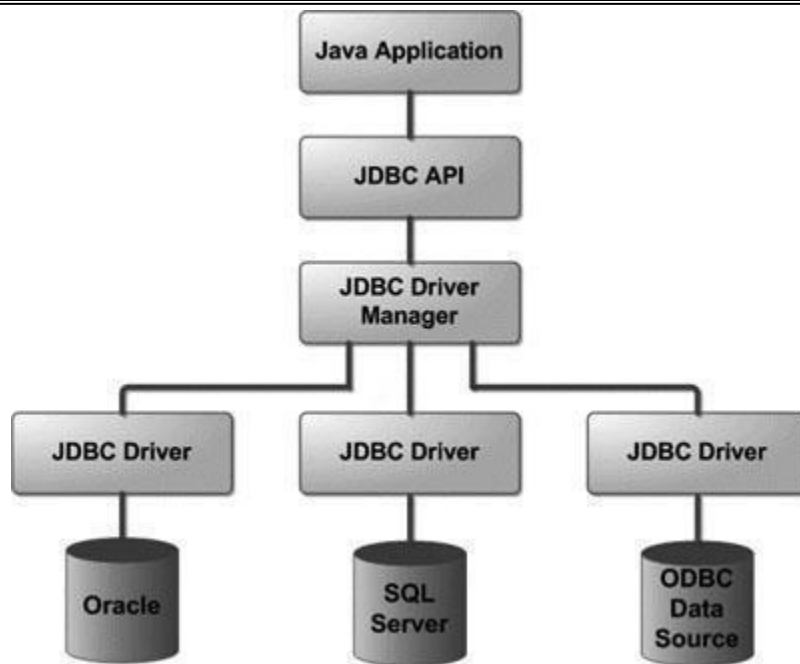 Java Application
JDBC API
JDBC Driver
Manager
JDBC Driver
JDBC Driver
JDBC Driver
Oracle
SQL
Server
ODBC
Data
Source